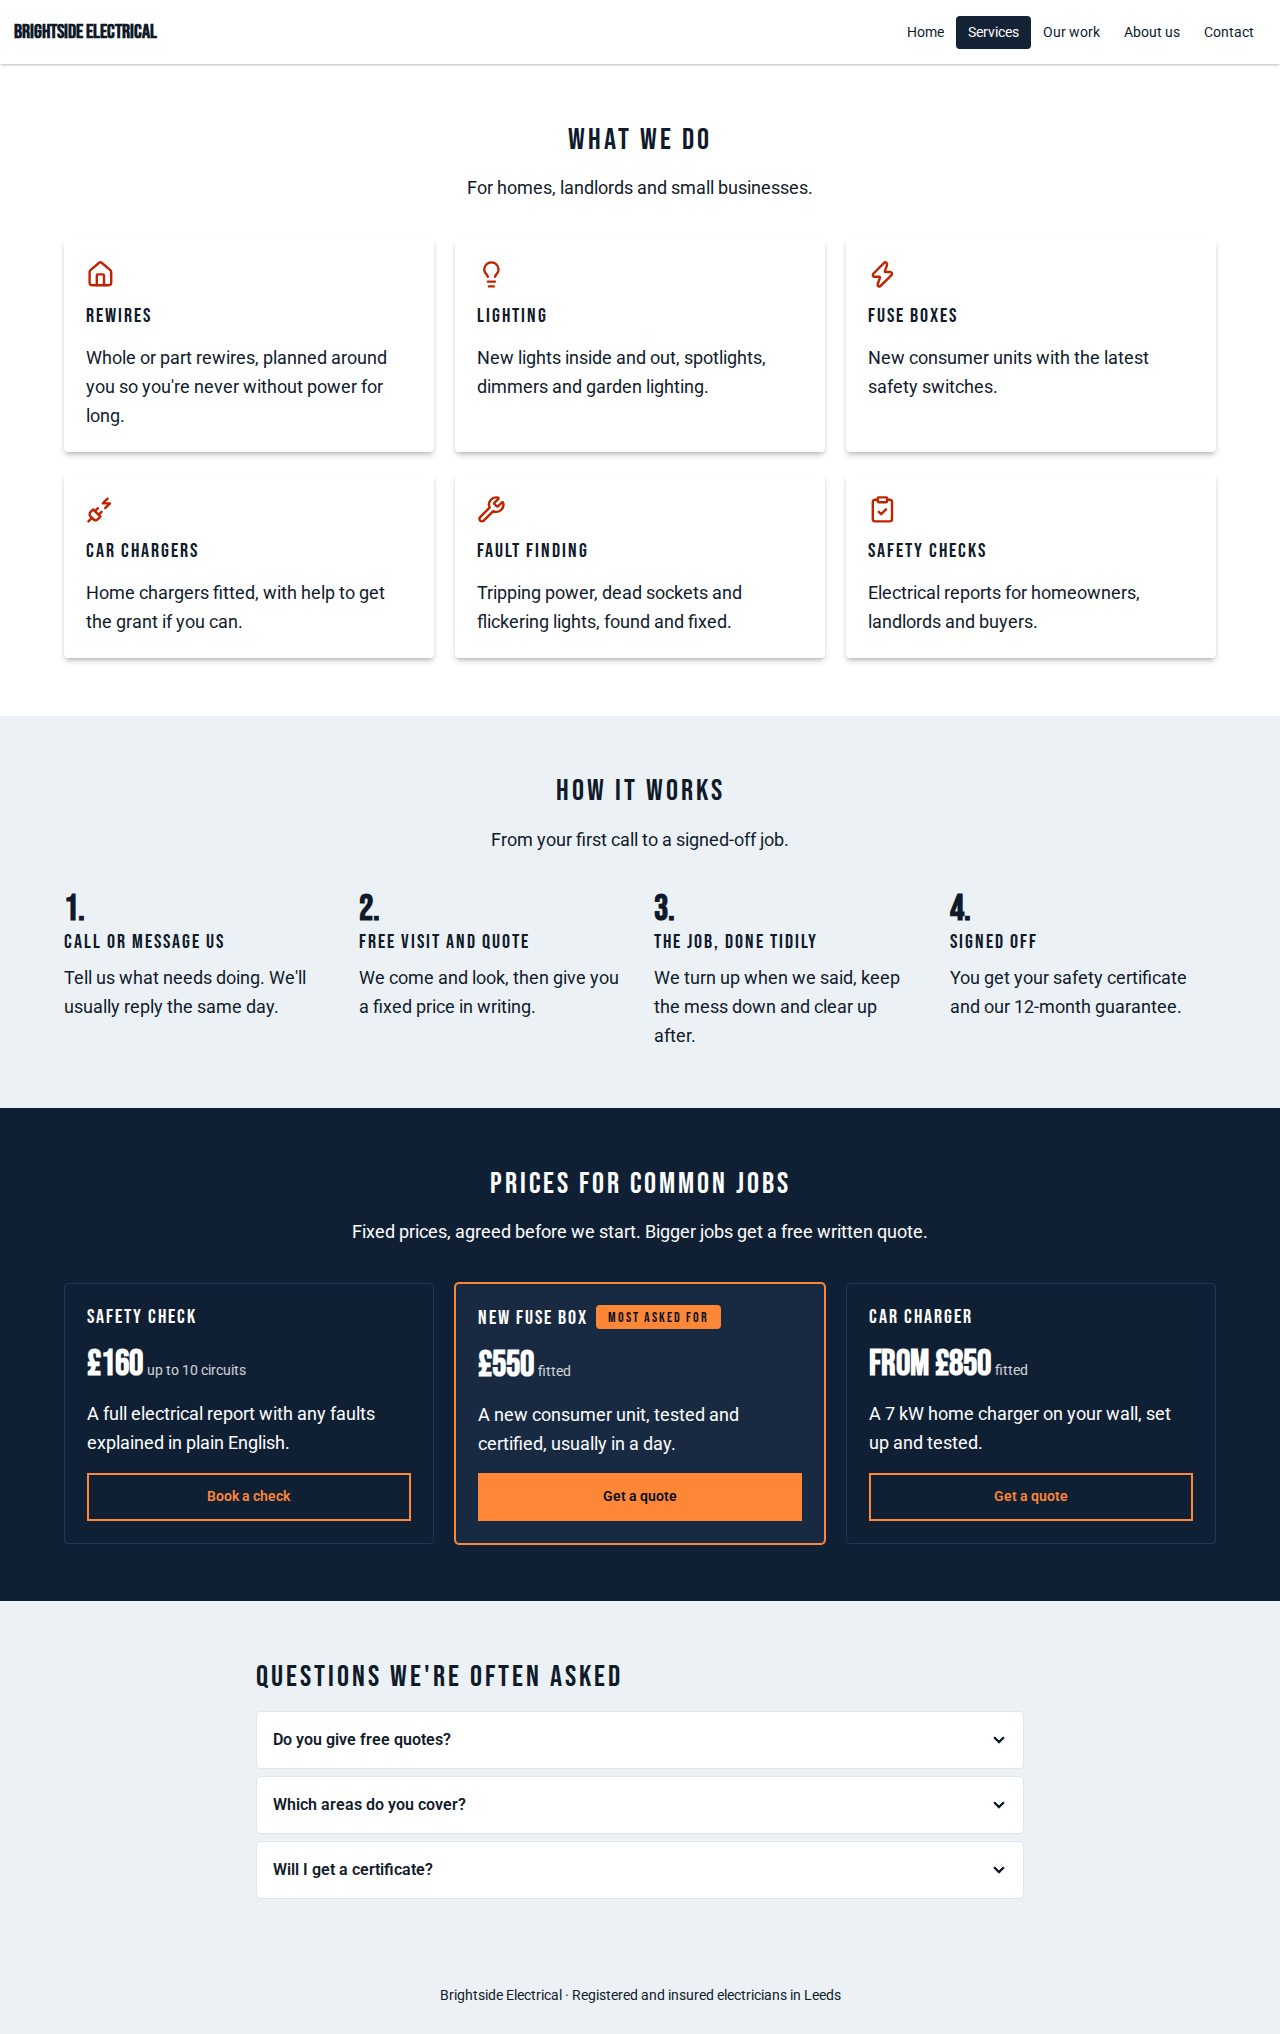 BRIGHTSIDE ELECTRICAL
Home Services Our work About us Contact
WHAT WE DO
For homes, landlords and small businesses.
REWIRES
Whole or part rewires, planned around
you so you're never without power for
long.
LIGHTING
New lights inside and out, spotlights,
dimmers and garden lighting.
FUSE BOXES
New consumer units with the latest
safety switches.
CAR CHARGERS
Home chargers fitted, with help to get
the grant if you can.
FAULT FINDING
Tripping power, dead sockets and
flickering lights, found and fixed.
SAFETY CHECKS
Electrical reports for homeowners,
landlords and buyers.
HOW IT WORKS
From your first call to a signed-off job.
1.
CALL OR MESSAGE US
Tell us what needs doing. We'll
usually reply the same day.
2.
FREE VISIT AND QUOTE
We come and look, then give you
a fixed price in writing.
3.
THE JOB, DONE TIDILY
We turn up when we said, keep
the mess down and clear up
after.
4.
SIGNED OFF
You get your safety certificate
and our 12-month guarantee.
PRICES FOR COMMON JOBS
Fixed prices, agreed before we start. Bigger jobs get a free written quote.
SAFETY CHECK
£160 up to 10 circuits
A full electrical report with any faults
explained in plain English.
Book a check
NEW FUSE BOX MOST ASKED FOR
£550 fitted
A new consumer unit, tested and
certified, usually in a day.
Get a quote
CAR CHARGER
FROM £850 fitted
A 7 kW home charger on your wall, set
up and tested.
Get a quote
QUESTIONS WE'RE OFTEN ASKED
Do you give free quotes?
Which areas do you cover?
Will I get a certificate?
Brightside Electrical · Registered and insured electricians in Leeds